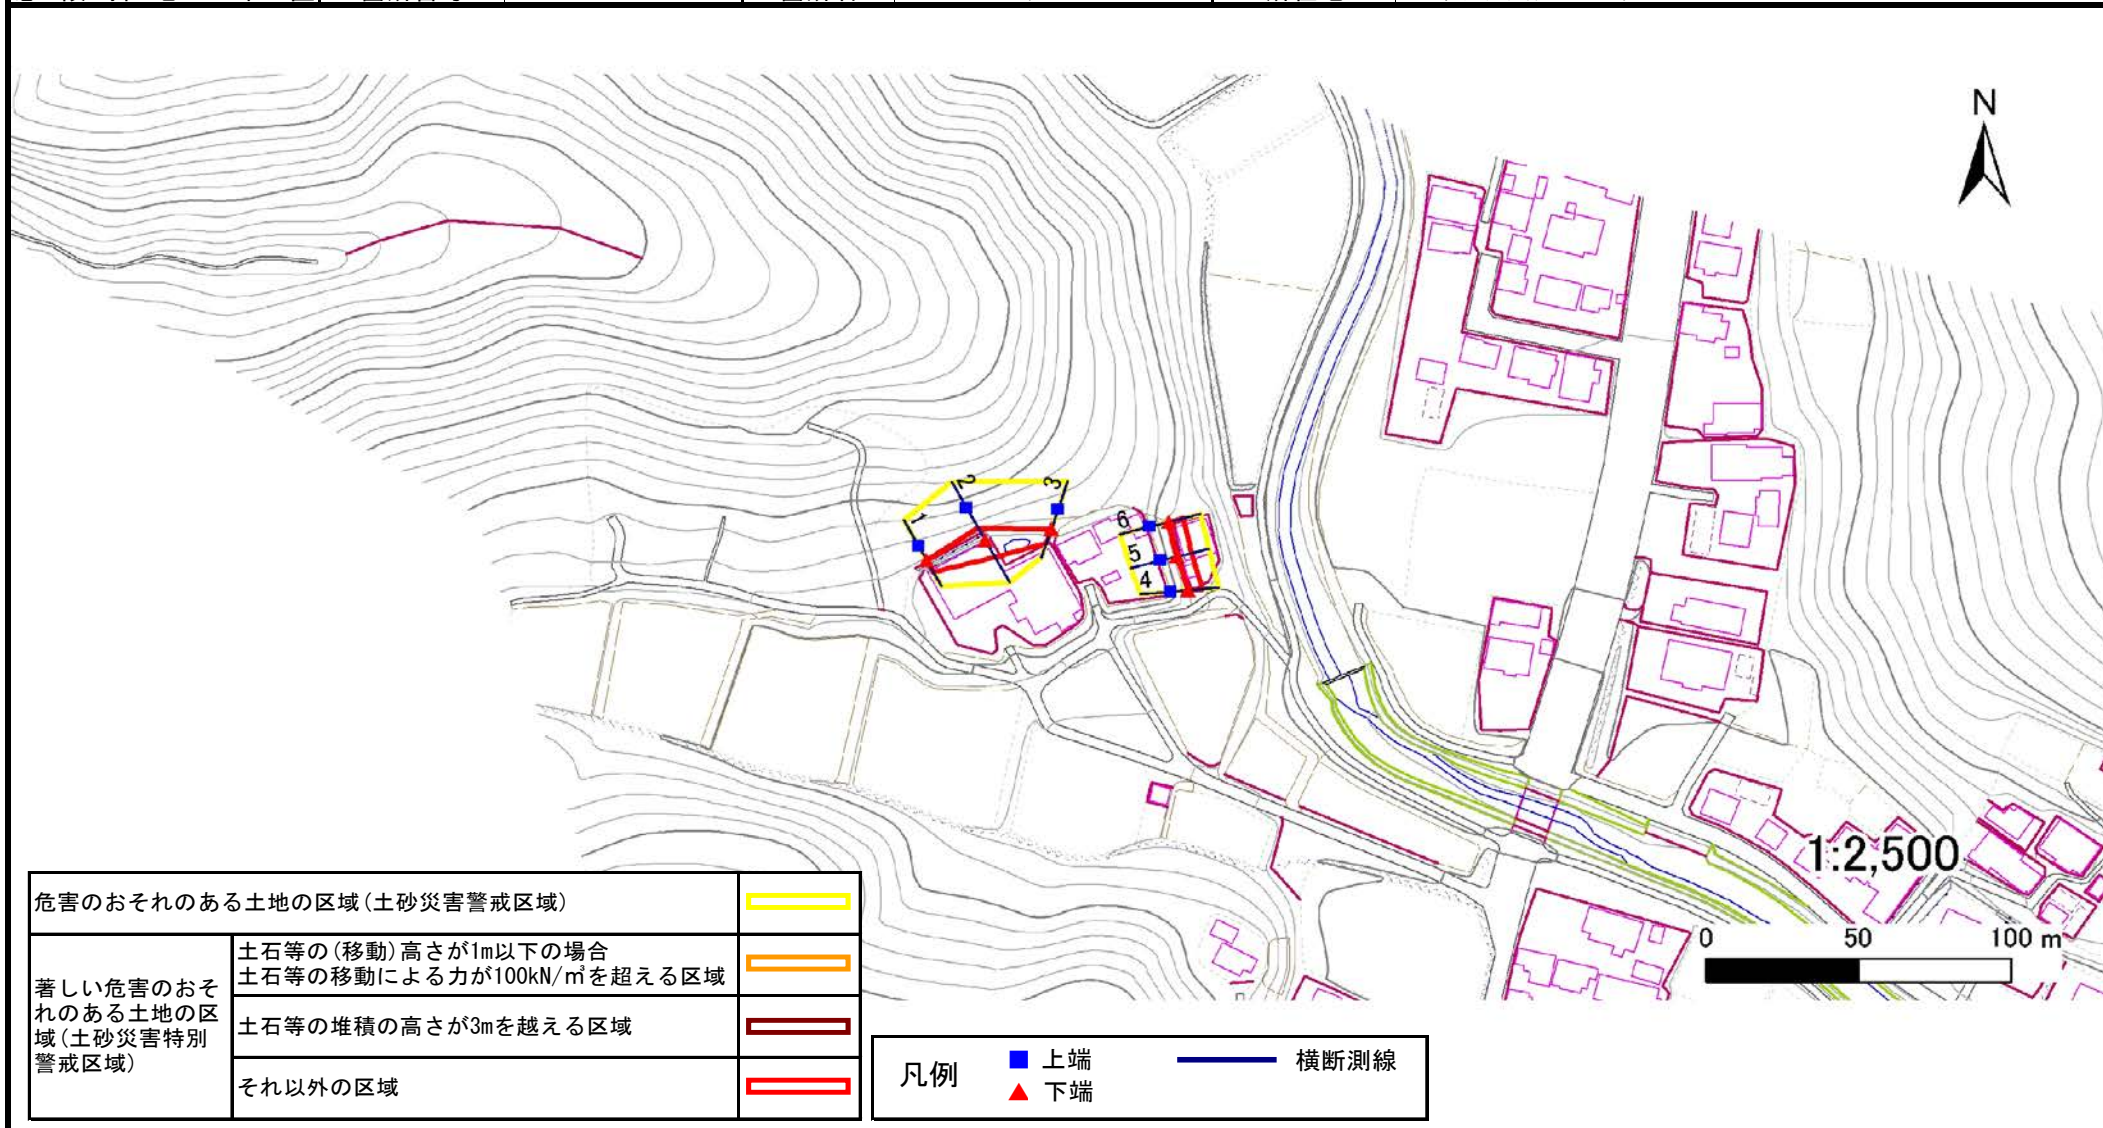 N
2
3
1
6
5
4
1:2,500
0 50 100 m
危害のおそれのある土地の区域(土砂災害警戒区域)
著しい危害のおそ
れのある土地の区
域(土砂災害特別
警戒区域)
土石等の(移動)高さが1m以下の場合
土石等の移動による力が100kN/㎡を超える区域
土石等の堆積の高さが3mを越える区域
それ以外の区域
凡例
上端
横断測線
下端